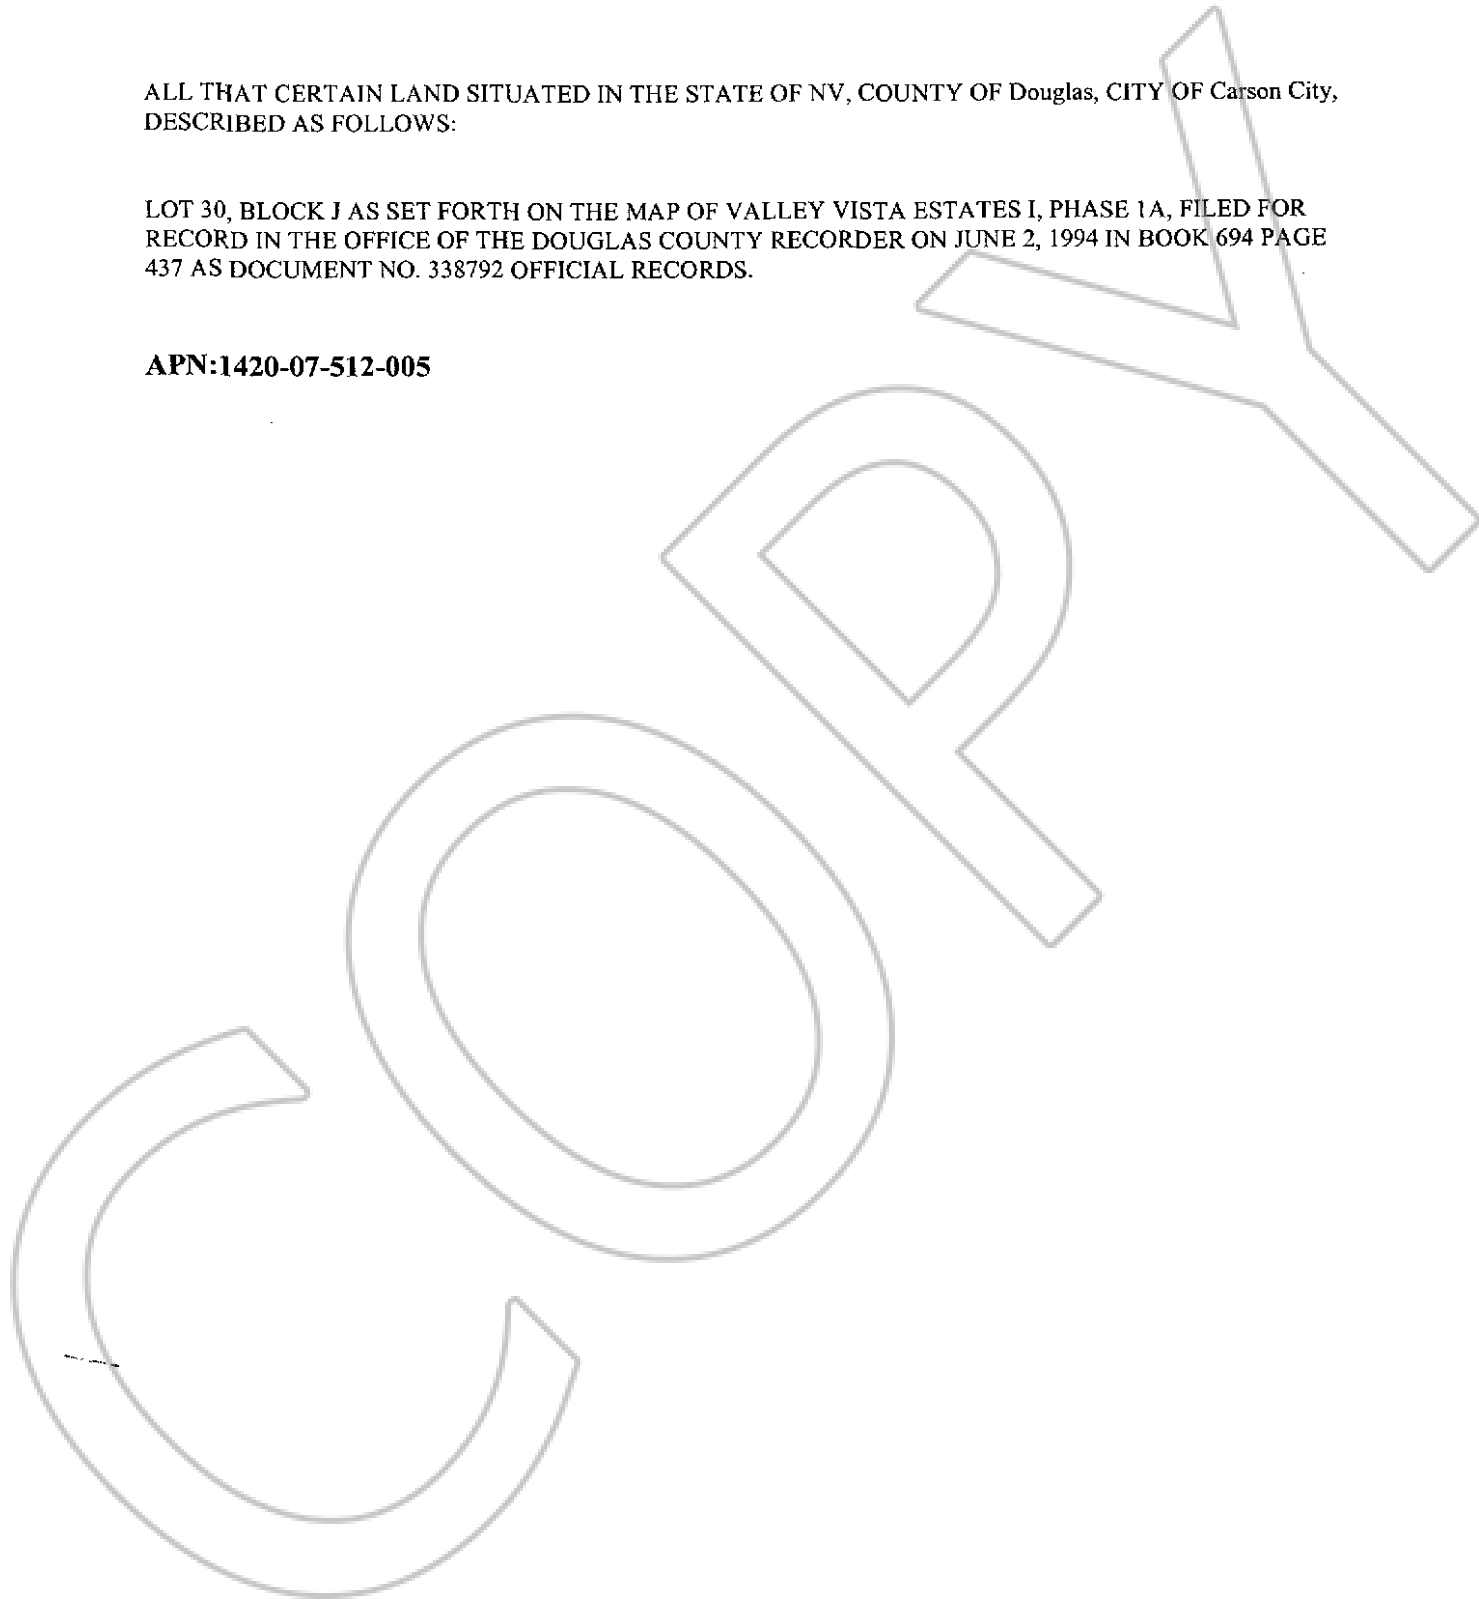 ALL THAT CERTAIN LAND SITUATED IN THE STATE OF NV, COUNTY OF Douglas, CITY OF Carson City,
DESCRIBED AS FOLLOWS:
LOT 30, BLOCK J AS SET FORTH ON THE MAP OF VALLEY VISTA ESTATES I, PHASE 1A, FILED FOR
RECORD IN THE OFFICE OF THE DOUGLAS COUNTY RECORDER ON JUNE 2, 1994 IN BOOK 694 PAGE
437 AS DOCUMENT NO. 338792 OFFICIAL RECORDS.
APN:1420-07-512-005
COPY